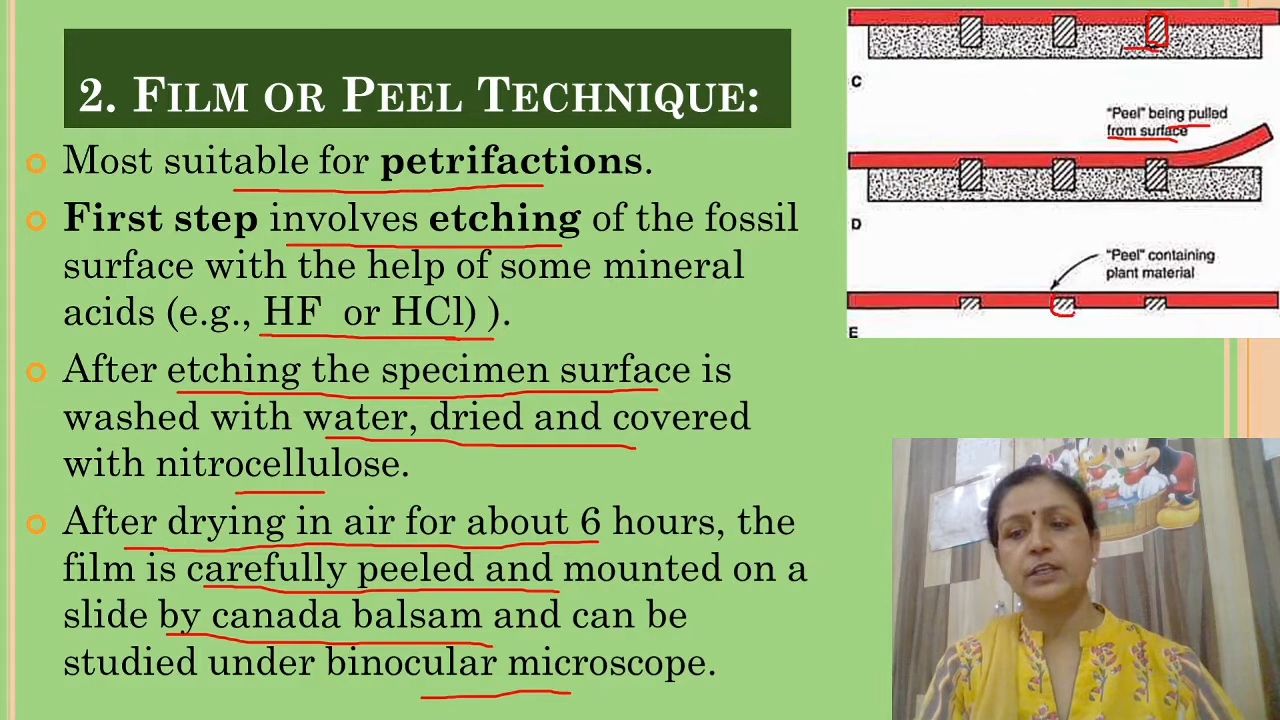 2. FILM OR PEEL TECHNIQUE:
Most suitable for petrifactions.
First step involves etching of the fossil
surface with the help of some mineral
acids (e.g., HF or HCl) ).
After etching the specimen surface is
washed with water, dried and covered
with nitrocellulose.
After drying in air for about 6 hours, the
film is carefully peeled and mounted on a
slide by canada balsam and can be
studied under binocular microscope.
C
"Peel" being pulled
from surface
D
"Peel" containing
plant material
E